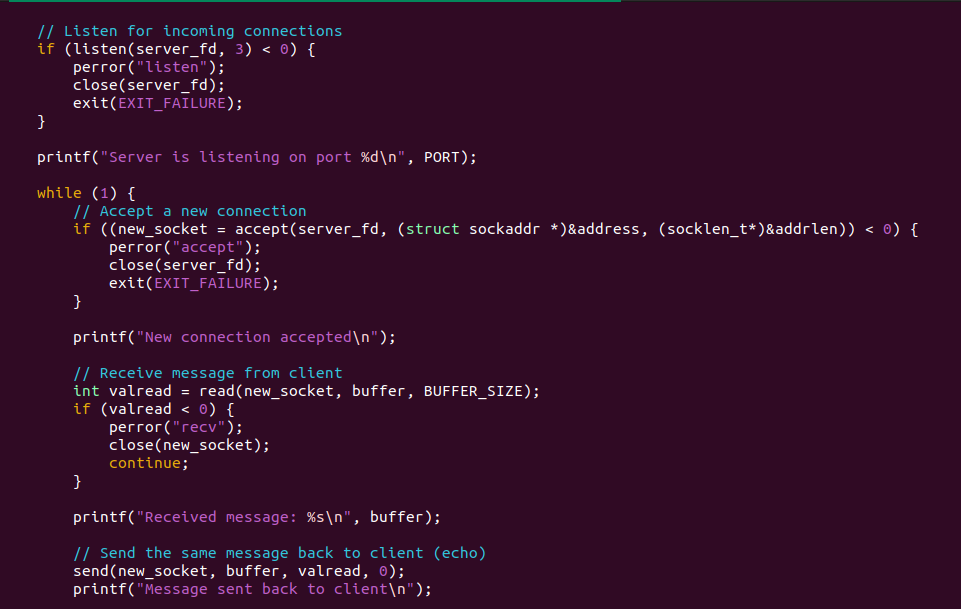 // Listen for incoming connections
if (listen(server_fd, 3) < 0) {
    perror("listen");
    close(server_fd);
    exit(EXIT_FAILURE);
}

printf("Server is listening on port %d\n", PORT);

while (1) {
    // Accept a new connection
    if ((new_socket = accept(server_fd, (struct sockaddr *)&address, (socklen_t*)&addrlen)) < 0) {
        perror("accept");
        close(server_fd);
        exit(EXIT_FAILURE);
    }

    printf("New connection accepted\n");

    // Receive message from client
    int valread = read(new_socket, buffer, BUFFER_SIZE);
    if (valread < 0) {
        perror("recv");
        close(new_socket);
        continue;
    }

    printf("Received message: %s\n", buffer);

    // Send the same message back to client (echo)
    send(new_socket, buffer, valread, 0);
    printf("Message sent back to client\n");